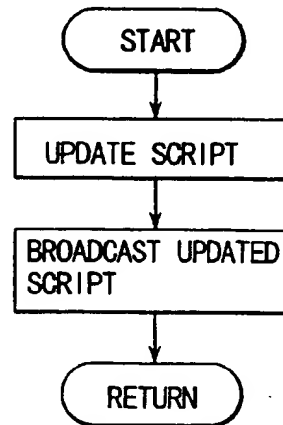 START
UPDATE SCRIPT
BROADCAST UPDATED
SCRIPT
RETURN